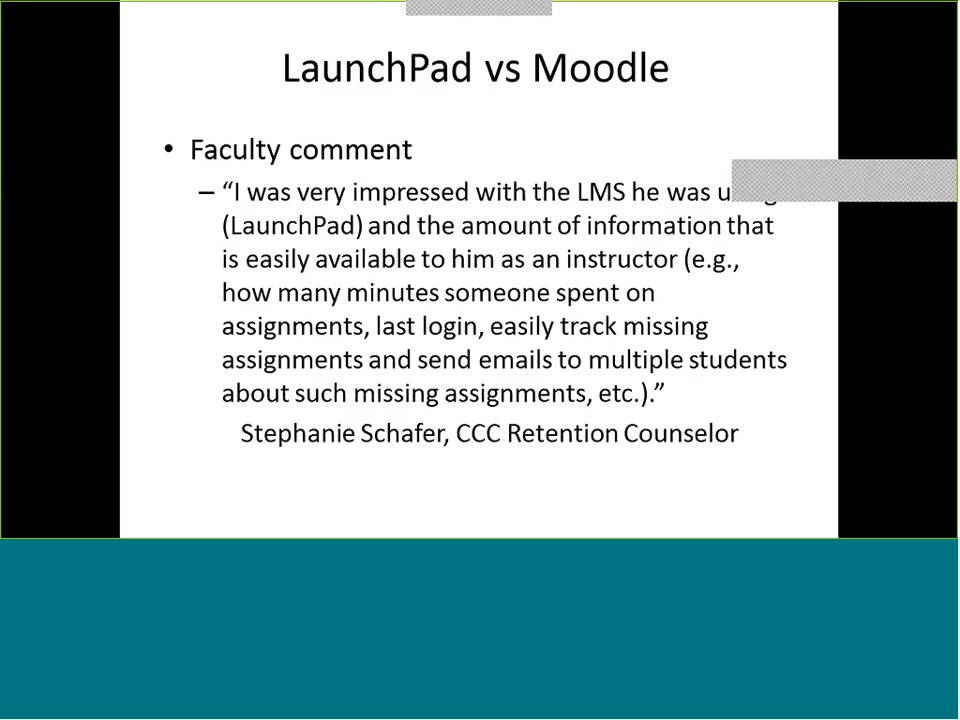 LaunchPad vs Moodle
• Faculty comment
– “I was very impressed with the LMS he was
(LaunchPad) and the amount of information that
is easily available to him as an instructor (e.g.,
how many minutes someone spent on
assignments, last login, easily track missing
assignments and send emails to multiple students
about such missing assignments, etc.).”
Stephanie Schafer, CCC Retention Counselor